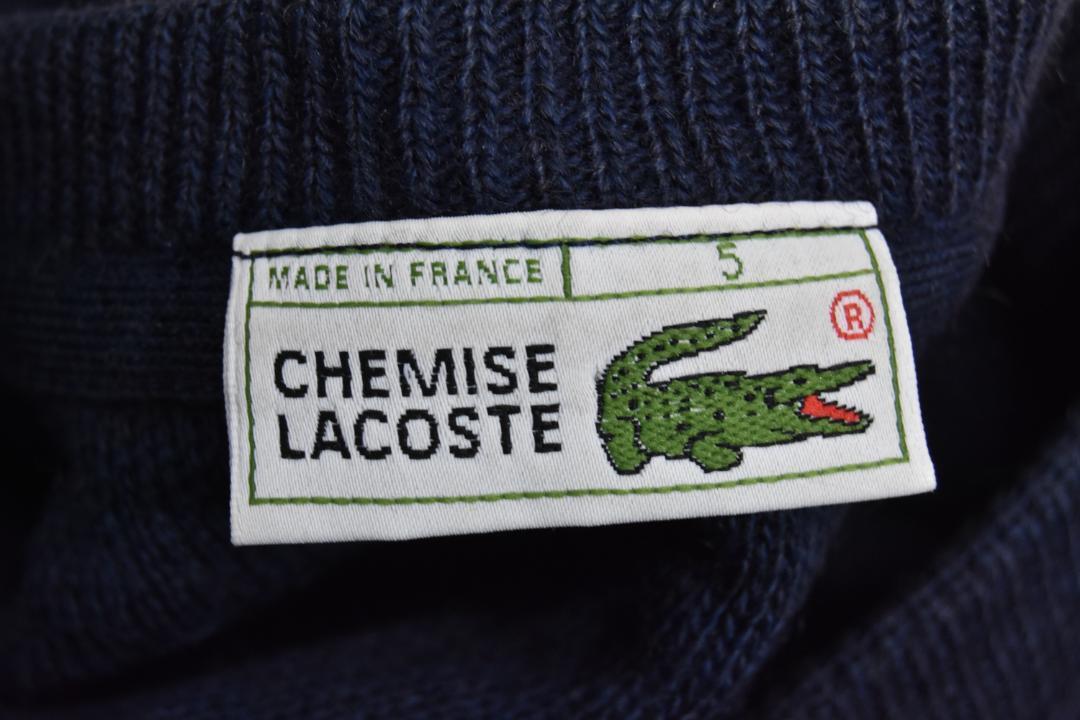 MADE IN FRANCE 5
®
CHEMISE
LACOSTE